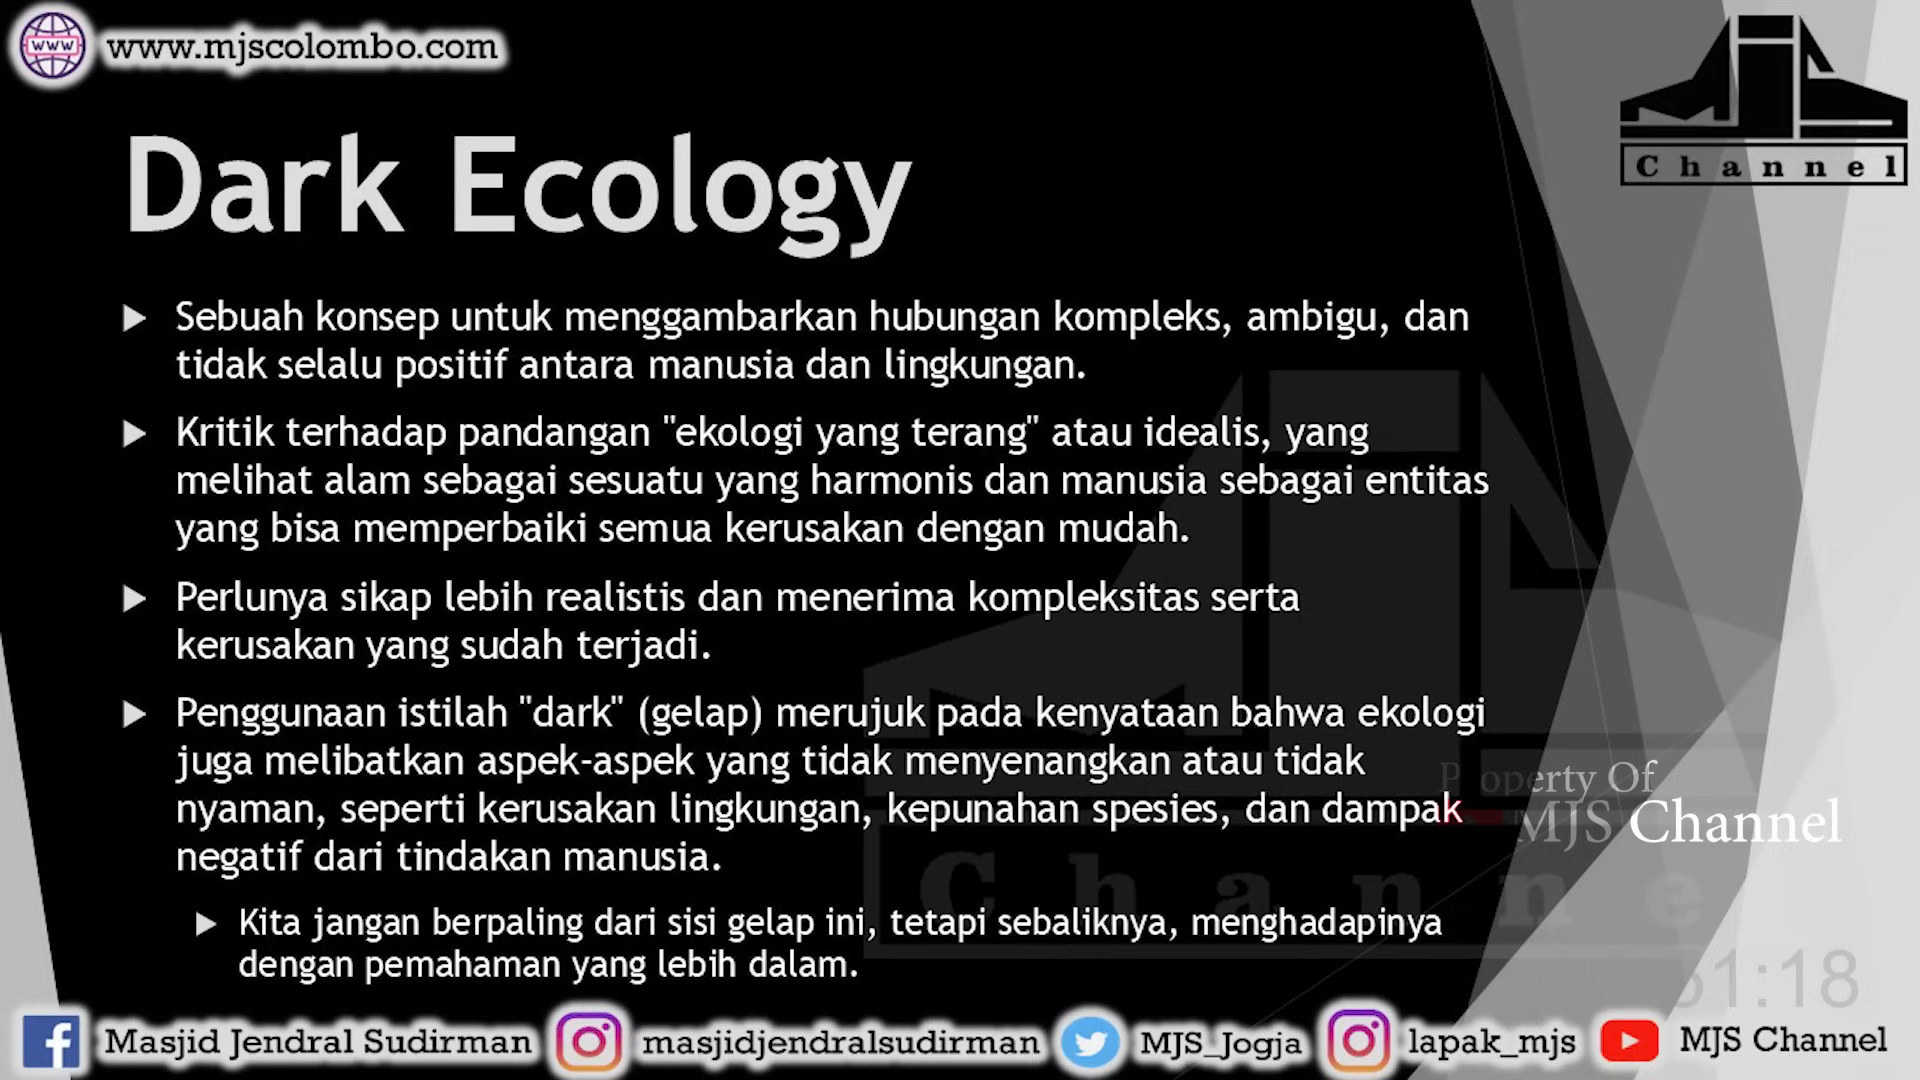 www.mjscolombo.com
Channel
Dark Ecology
Sebuah konsep untuk menggambarkan hubungan kompleks, ambigu, dan
tidak selalu positif antara manusia dan lingkungan.
Kritik terhadap pandangan "ekologi yang terang" atau idealis, yang
melihat alam sebagai sesuatu yang harmonis dan manusia sebagai entitas
yang bisa memperbaiki semua kerusakan dengan mudah.
Perlunya sikap lebih realistis dan menerima kompleksitas serta
kerusakan yang sudah terjadi.
Penggunaan istilah "dark" (gelap) merujuk pada kenyataan bahwa ekologi
juga melibatkan aspek-aspek yang tidak menyenangkan atau tidak
nyaman, seperti kerusakan lingkungan, kepunahan spesies, dan dampak
negatif dari tindakan manusia.
Kita jangan berpaling dari sisi gelap ini, tetapi sebaliknya, menghadapinya
dengan pemahaman yang lebih dalam.
Property Of
MJS Channel
Masjid Jendral Sudirman
masjidjendralsudirman
MJS_Jogja
lapak_mjs
MJS Channel